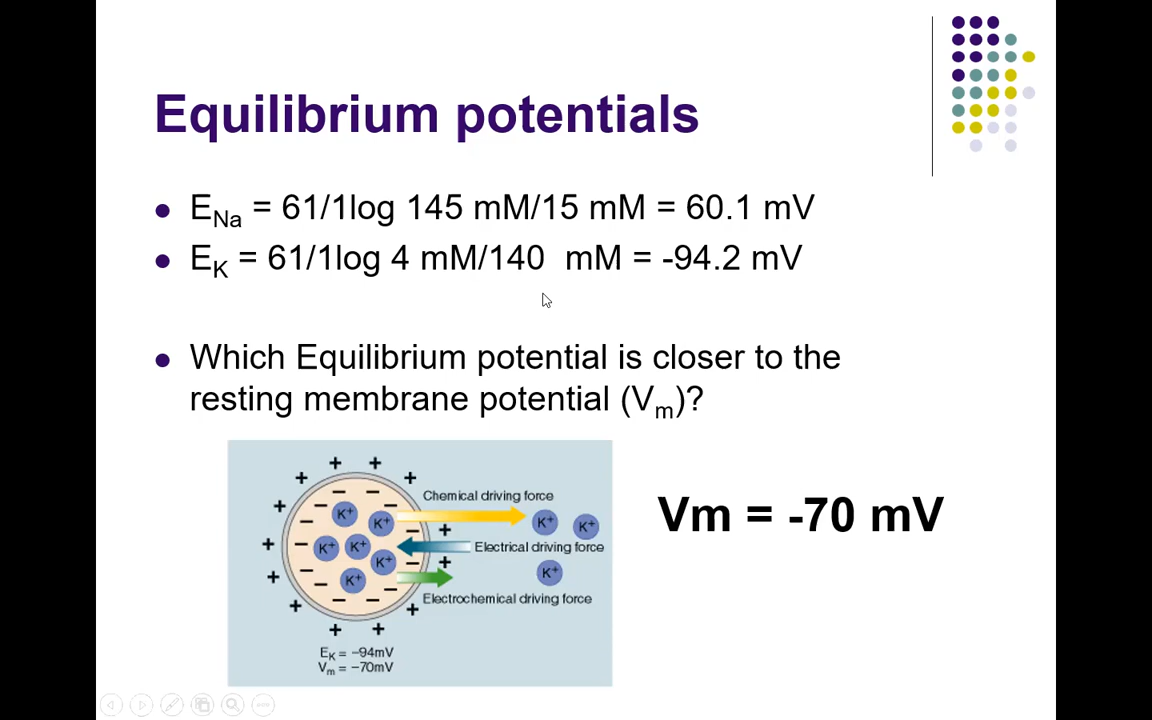 Equilibrium potentials
E_Na = 61/1log 145 mM/15 mM = 60.1 mV
E_K = 61/1log 4 mM/140 mM = -94.2 mV
Which Equilibrium potential is closer to the
resting membrane potential (V_m)?
Chemical driving force
K+ K+ K+ K+
Electrical driving force
K+ K+ K+ K+
K+
Electrochemical driving force
E_K = −94mV
V_m = −70mV
Vm = -70 mV